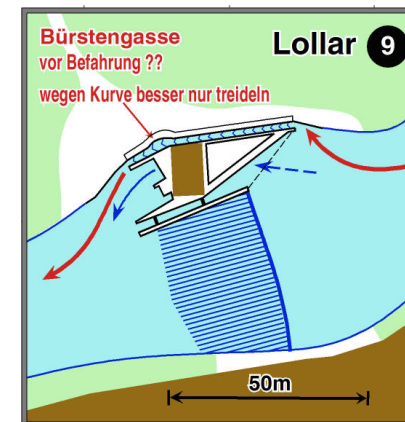 Bürstengasse
vor Befahrung ??
wegen Kurve besser nur treideln
Lollar 9
50m